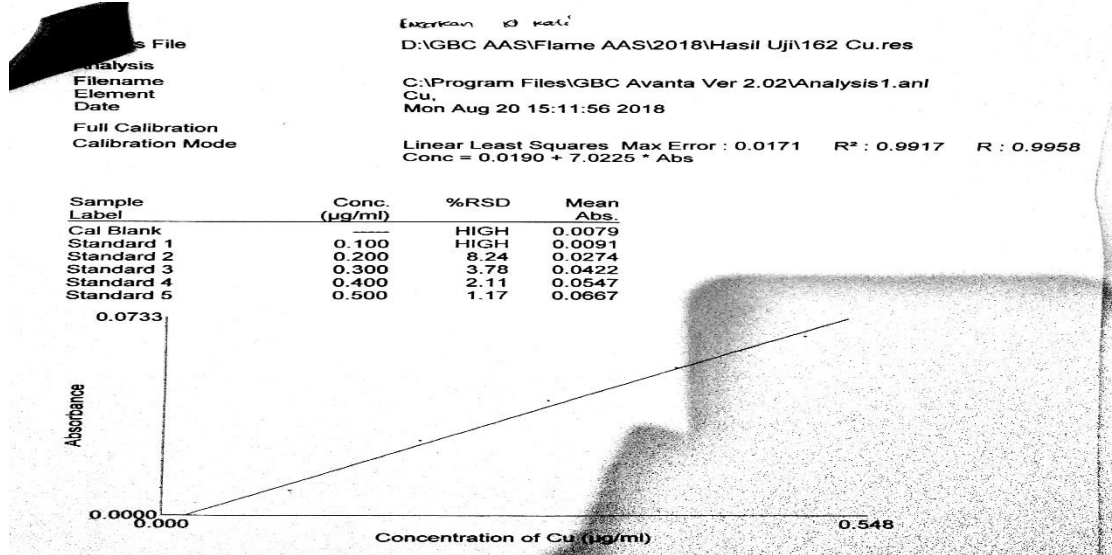 Encerkan 10 kali
s File D:\GBC AAS\Flame AAS\2018\Hasil Uji\162 Cu.res
nalysis
Filename C:\Program Files\GBC Avanta Ver 2.02\Analysis1.anl
Element Cu,
Date Mon Aug 20 15:11:56 2018
Full Calibration
Calibration Mode Linear Least Squares Max Error : 0.0171 R² : 0.9917 R : 0.9958
Conc = 0.0190 + 7.0225 * Abs
Sample Conc. %RSD Mean
Label (µg/ml) Abs.
Cal Blank ----- HIGH 0.0079
Standard 1 0.100 HIGH 0.0091
Standard 2 0.200 8.24 0.0274
Standard 3 0.300 3.78 0.0422
Standard 4 0.400 2.11 0.0547
Standard 5 0.500 1.17 0.0667
0.0733
Absorbance
0.0000
0.000 0.548
Concentration of Cu (µg/ml)